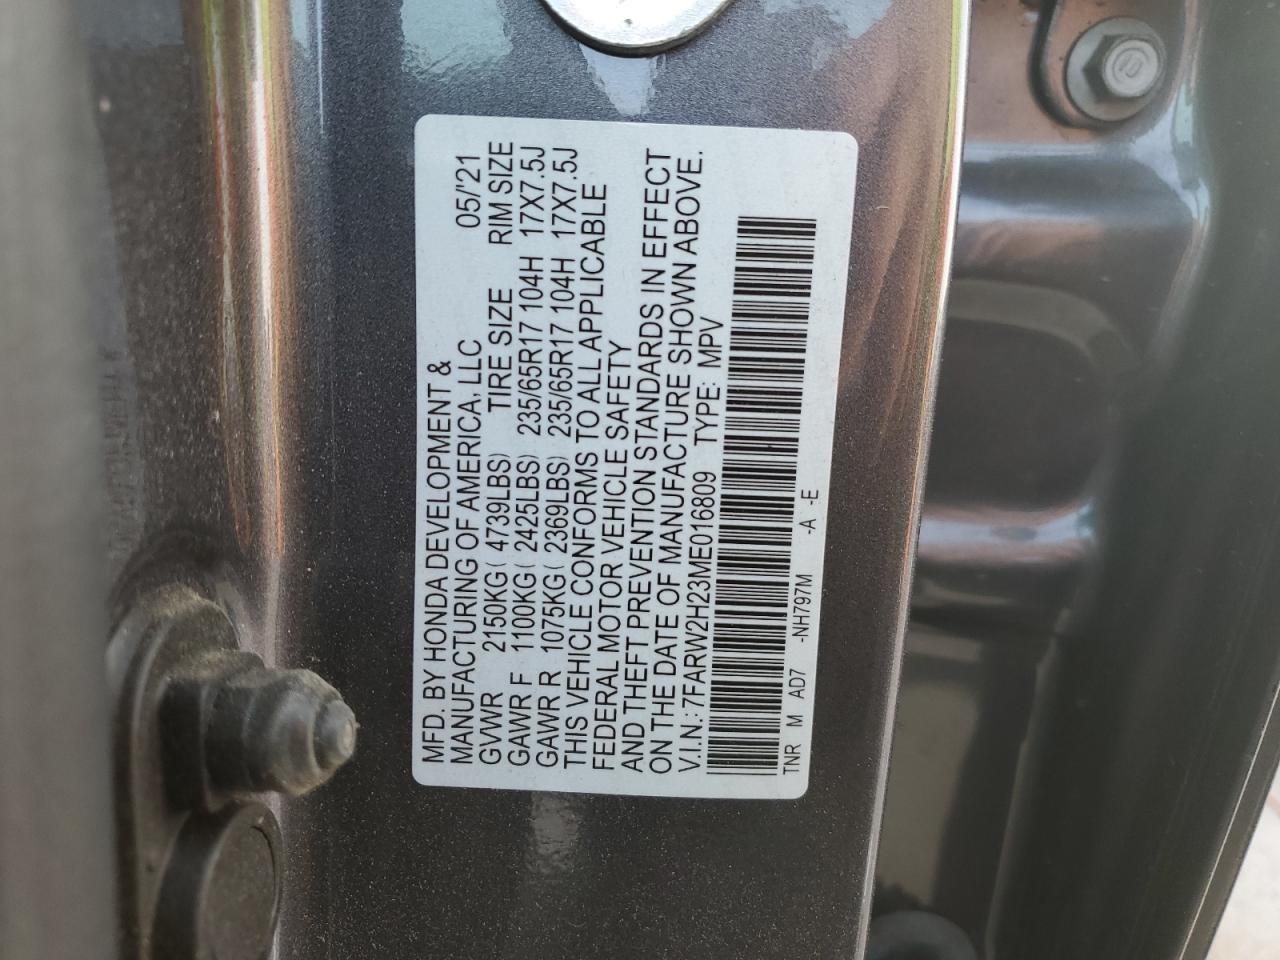 MFD. BY HONDA DEVELOPMENT &
MANUFACTURING OF AMERICA, LLC 05/'21
GVWR 2150KG( 4739LBS) TIRE SIZE RIM SIZE
GAWR F 1100KG( 2425LBS) 235/65R17 104H 17X7.5J
GAWR R 1075KG( 2369LBS) 235/65R17 104H 17X7.5J
THIS VEHICLE CONFORMS TO ALL APPLICABLE
FEDERAL MOTOR VEHICLE SAFETY
AND THEFT PREVENTION STANDARDS IN EFFECT
ON THE DATE OF MANUFACTURE SHOWN ABOVE.
V.I.N.: 7FARW2H23ME016809 TYPE: MPV
TNR M AD7 -NH797M -A -E